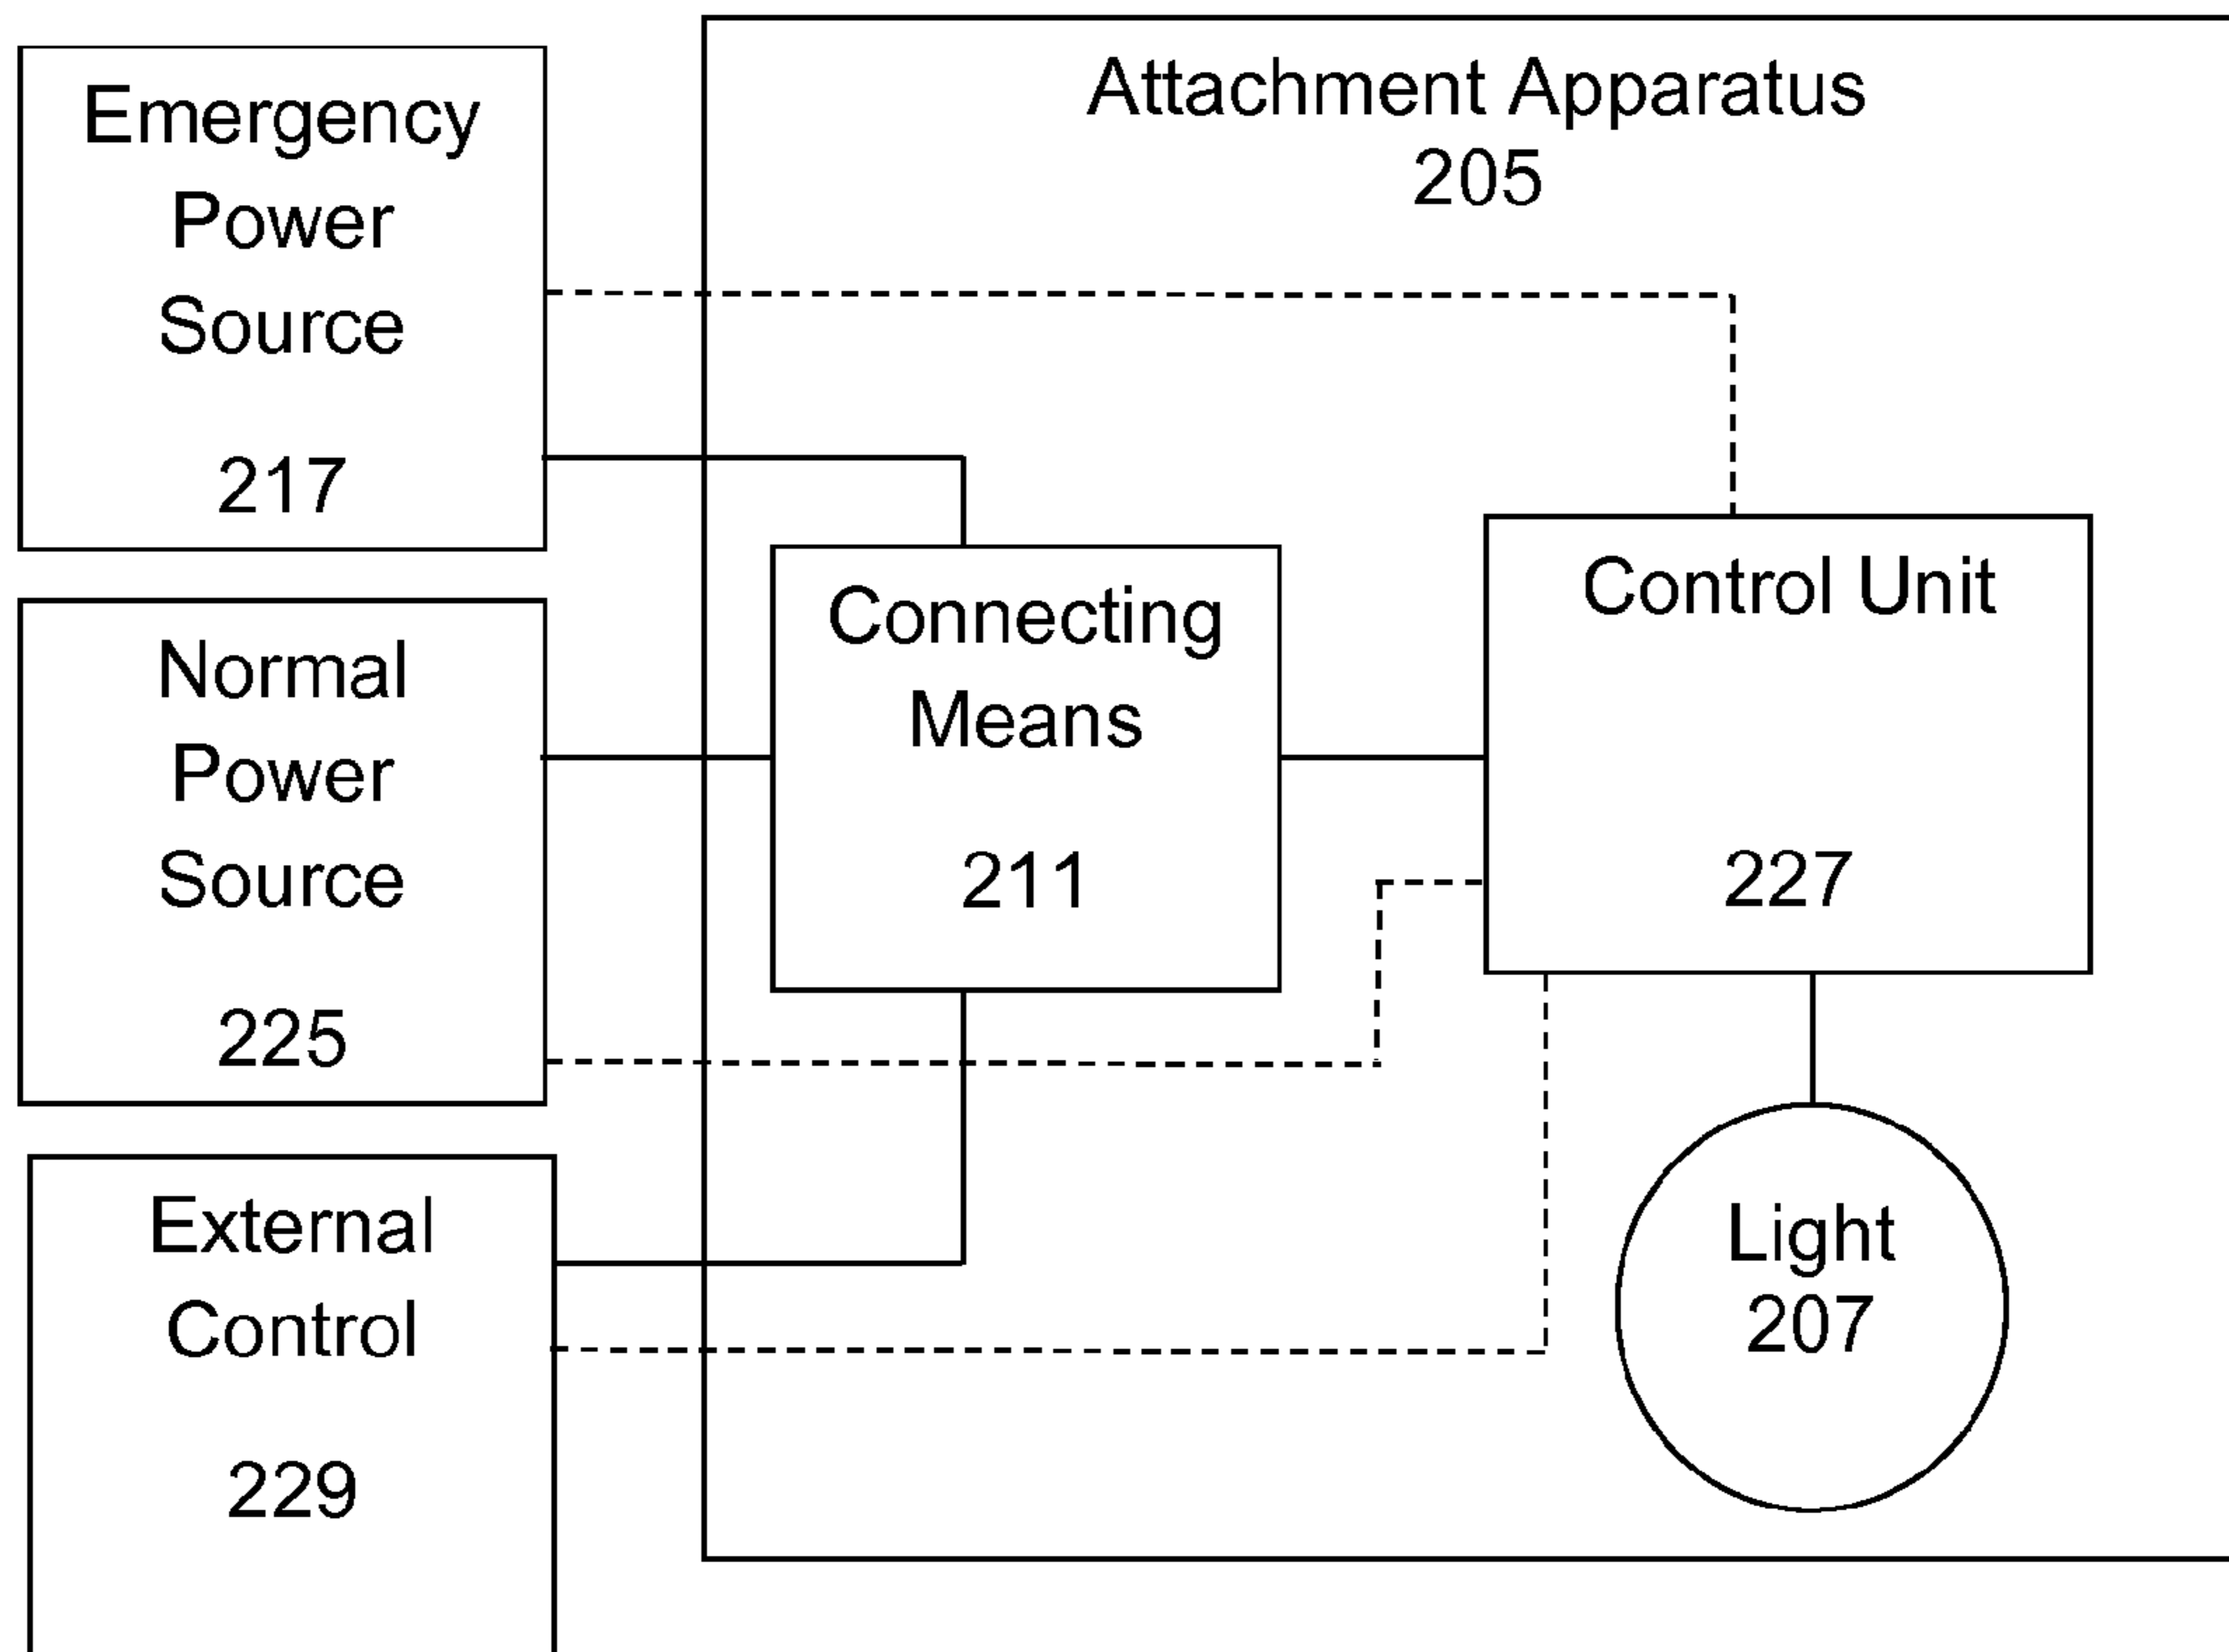 Emergency
Power
Source
217
Attachment Apparatus
205
Normal
Power
Source
225
Connecting
Means
211
Control Unit
227
External
Control
229
Light
207